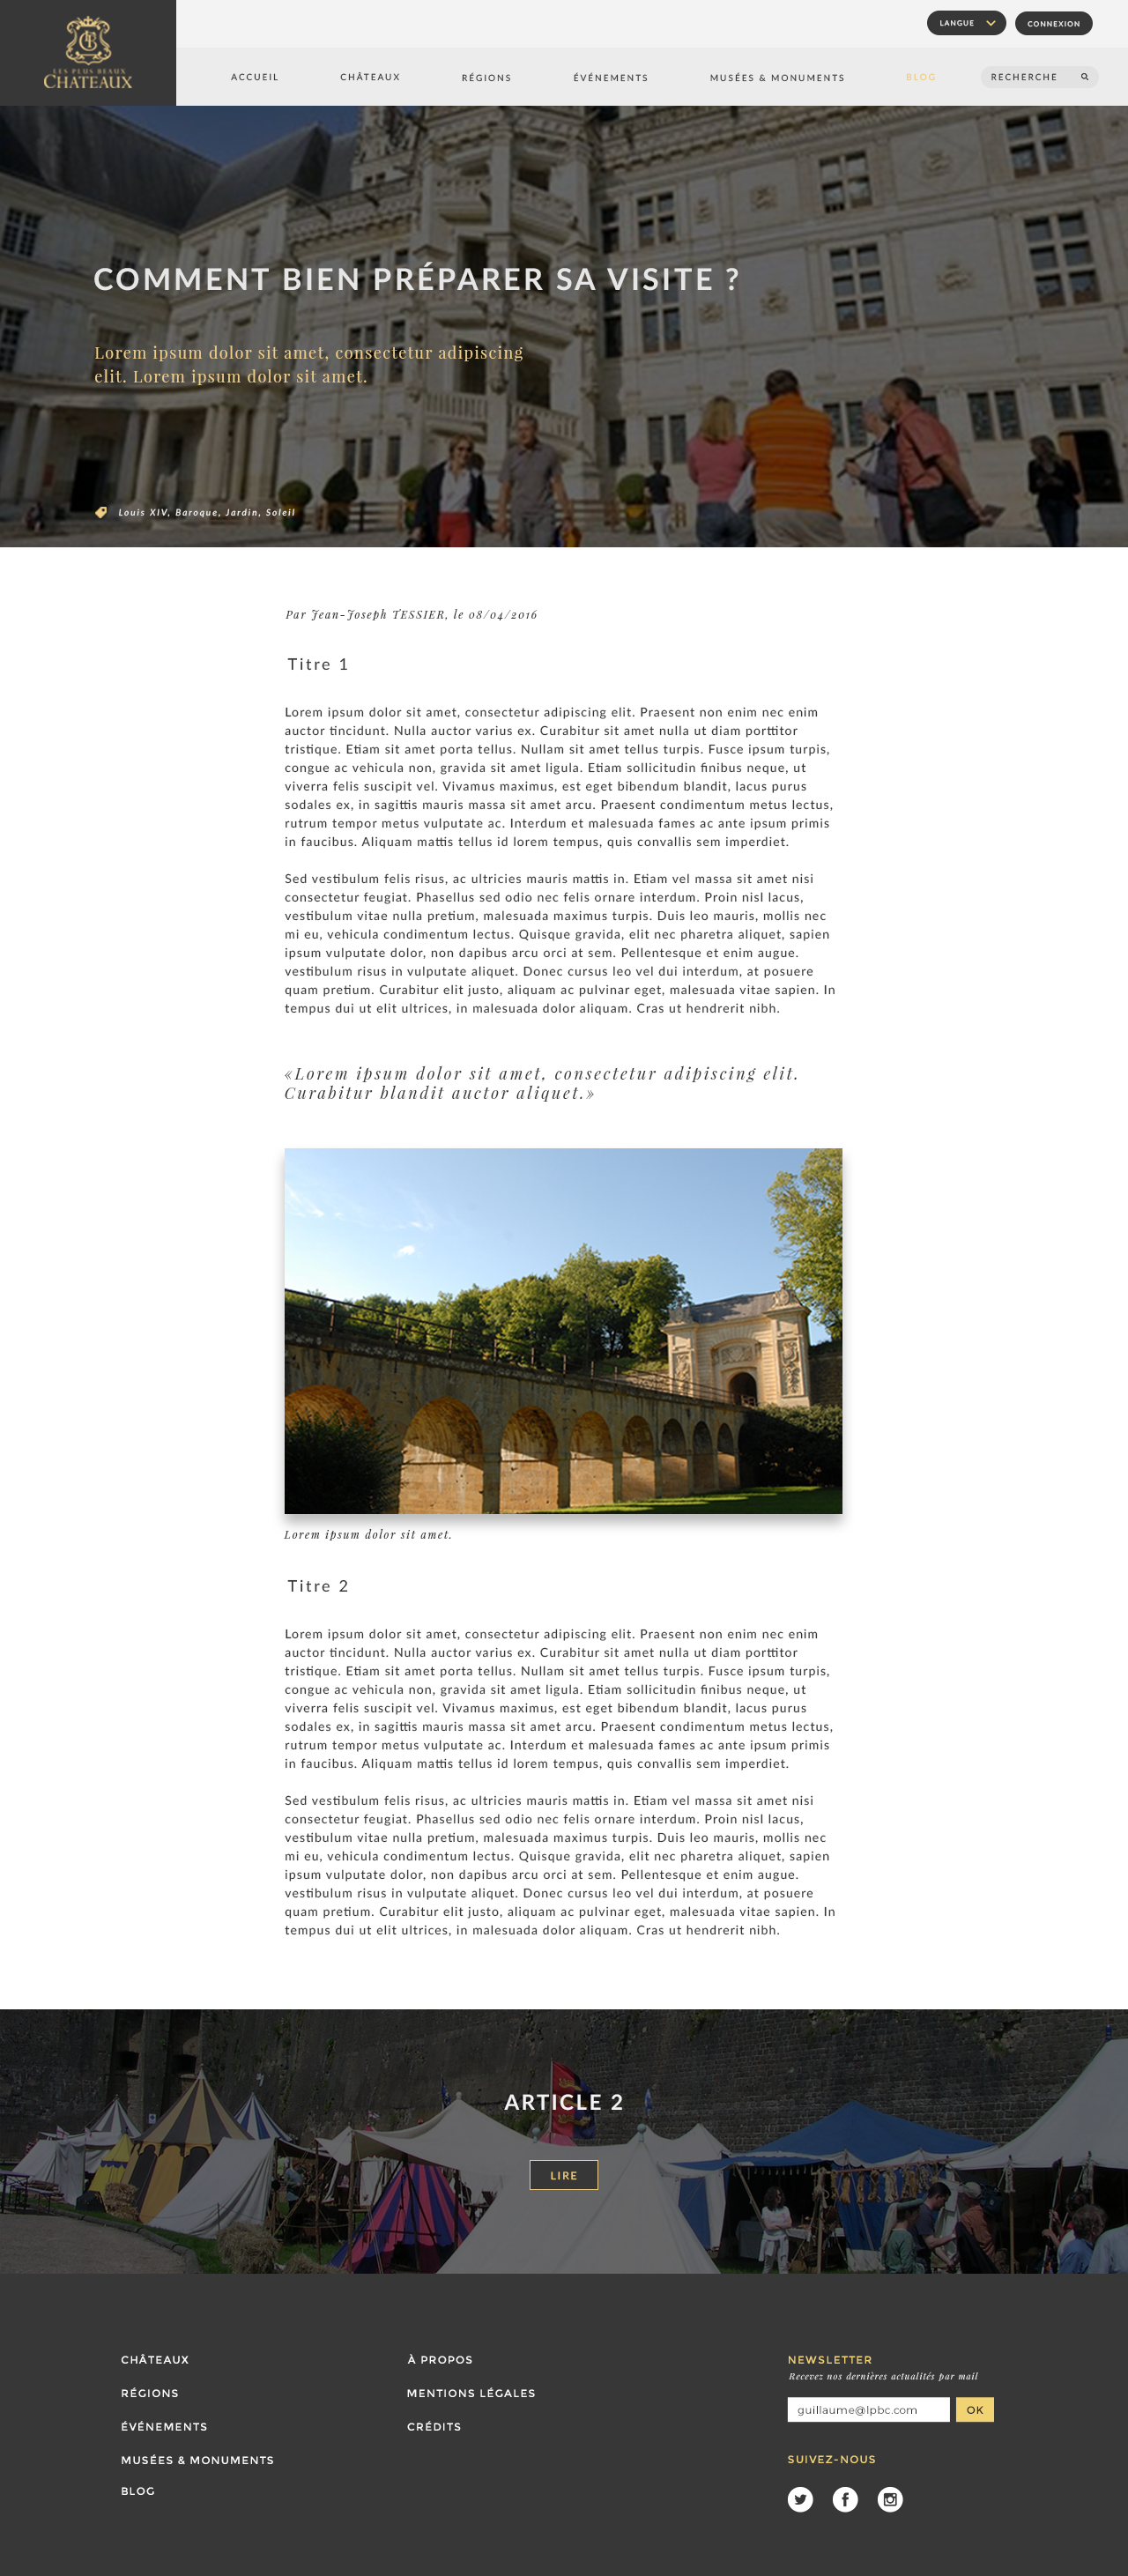 LANGUE
CONNEXION
LES PLUS BEAUX
CHATEAUX
ACCUEIL
CHÂTEAUX
RÉGIONS
ÉVÉNEMENTS
MUSÉES & MONUMENTS
BLOG
RECHERCHE
COMMENT BIEN PRÉPARER SA VISITE ?
Lorem ipsum dolor sit amet, consectetur adipiscing
elit. Lorem ipsum dolor sit amet.
Louis XIV, Baroque, Jardin, Soleil
Par Jean-Joseph TESSIER, le 08/04/2016
Titre 1
Lorem ipsum dolor sit amet, consectetur adipiscing elit. Praesent non enim nec enim
auctor tincidunt. Nulla auctor varius ex. Curabitur sit amet nulla ut diam porttitor
tristique. Etiam sit amet porta tellus. Nullam sit amet tellus turpis. Fusce ipsum turpis,
congue ac vehicula non, gravida sit amet ligula. Etiam sollicitudin finibus neque, ut
viverra felis suscipit vel. Vivamus maximus, est eget bibendum blandit, lacus purus
sodales ex, in sagittis mauris massa sit amet arcu. Praesent condimentum metus lectus,
rutrum tempor metus vulputate ac. Interdum et malesuada fames ac ante ipsum primis
in faucibus. Aliquam mattis tellus id lorem tempus, quis convallis sem imperdiet.
Sed vestibulum felis risus, ac ultricies mauris mattis in. Etiam vel massa sit amet nisi
consectetur feugiat. Phasellus sed odio nec felis ornare interdum. Proin nisl lacus,
vestibulum vitae nulla pretium, malesuada maximus turpis. Duis leo mauris, mollis nec
mi eu, vehicula condimentum lectus. Quisque gravida, elit nec pharetra aliquet, sapien
ipsum vulputate dolor, non dapibus arcu orci at sem. Pellentesque et enim augue.
vestibulum risus in vulputate aliquet. Donec cursus leo vel dui interdum, at posuere
quam pretium. Curabitur elit justo, aliquam ac pulvinar eget, malesuada vitae sapien. In
tempus dui ut elit ultrices, in malesuada dolor aliquam. Cras ut hendrerit nibh.
«Lorem ipsum dolor sit amet, consectetur adipiscing elit.
Curabitur blandit auctor aliquet.»
Lorem ipsum dolor sit amet.
Titre 2
Lorem ipsum dolor sit amet, consectetur adipiscing elit. Praesent non enim nec enim
auctor tincidunt. Nulla auctor varius ex. Curabitur sit amet nulla ut diam porttitor
tristique. Etiam sit amet porta tellus. Nullam sit amet tellus turpis. Fusce ipsum turpis,
congue ac vehicula non, gravida sit amet ligula. Etiam sollicitudin finibus neque, ut
viverra felis suscipit vel. Vivamus maximus, est eget bibendum blandit, lacus purus
sodales ex, in sagittis mauris massa sit amet arcu. Praesent condimentum metus lectus,
rutrum tempor metus vulputate ac. Interdum et malesuada fames ac ante ipsum primis
in faucibus. Aliquam mattis tellus id lorem tempus, quis convallis sem imperdiet.
Sed vestibulum felis risus, ac ultricies mauris mattis in. Etiam vel massa sit amet nisi
consectetur feugiat. Phasellus sed odio nec felis ornare interdum. Proin nisl lacus,
vestibulum vitae nulla pretium, malesuada maximus turpis. Duis leo mauris, mollis nec
mi eu, vehicula condimentum lectus. Quisque gravida, elit nec pharetra aliquet, sapien
ipsum vulputate dolor, non dapibus arcu orci at sem. Pellentesque et enim augue.
vestibulum risus in vulputate aliquet. Donec cursus leo vel dui interdum, at posuere
quam pretium. Curabitur elit justo, aliquam ac pulvinar eget, malesuada vitae sapien. In
tempus dui ut elit ultrices, in malesuada dolor aliquam. Cras ut hendrerit nibh.
ARTICLE 2
LIRE
CHÂTEAUX
RÉGIONS
ÉVÉNEMENTS
MUSÉES & MONUMENTS
BLOG
À PROPOS
MENTIONS LÉGALES
CRÉDITS
NEWSLETTER
Recevez nos dernières actualités par mail
guillaume@lpbc.com
OK
SUIVEZ-NOUS